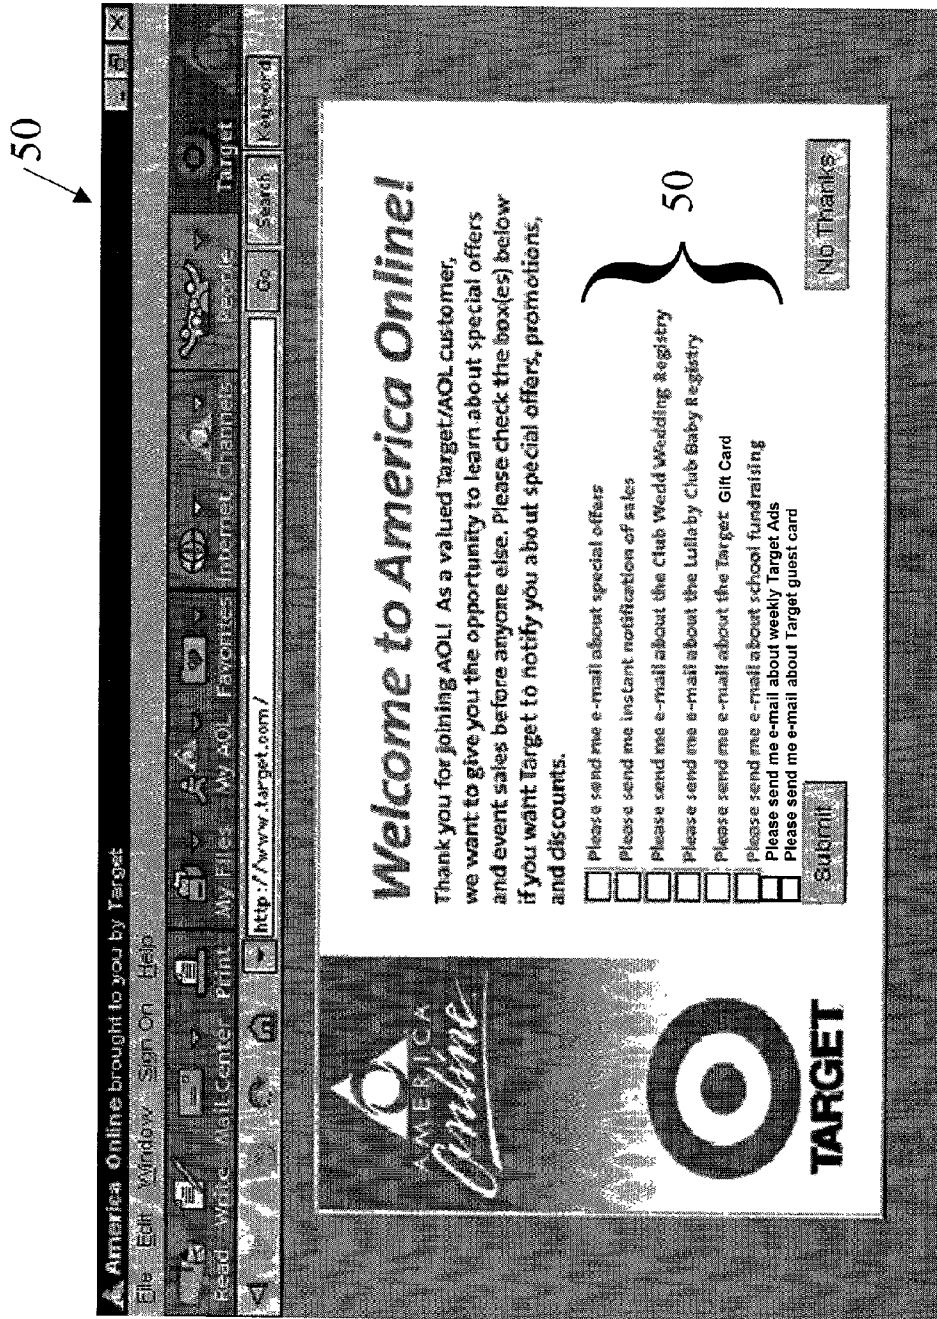 50
America Online brought to you by Target
File Edit Window Sign On Help
Read Write Mail Center Print My Files My AOL Favorites Internet Channels People Target
http://www.target.com/ Go Search Keyword
AMERICA
Online
TARGET
Welcome to America Online!
Thank you for joining AOL! As a valued Target/AOL customer,
we want to give you the opportunity to learn about special offers
and event sales before anyone else. Please check the box(es) below
if you want Target to notify you about special offers, promotions,
and discounts.
Please send me e-mail about special offers
Please send me instant notification of sales
Please send me e-mail about the Club Wedd Wedding Registry
Please send me e-mail about the Lullaby Club Baby Registry
Please send me e-mail about the Target Gift Card
Please send me e-mail about school fundraising
Please send me e-mail about weekly Target Ads
Please send me e-mail about Target guest card
50
Submit No Thanks